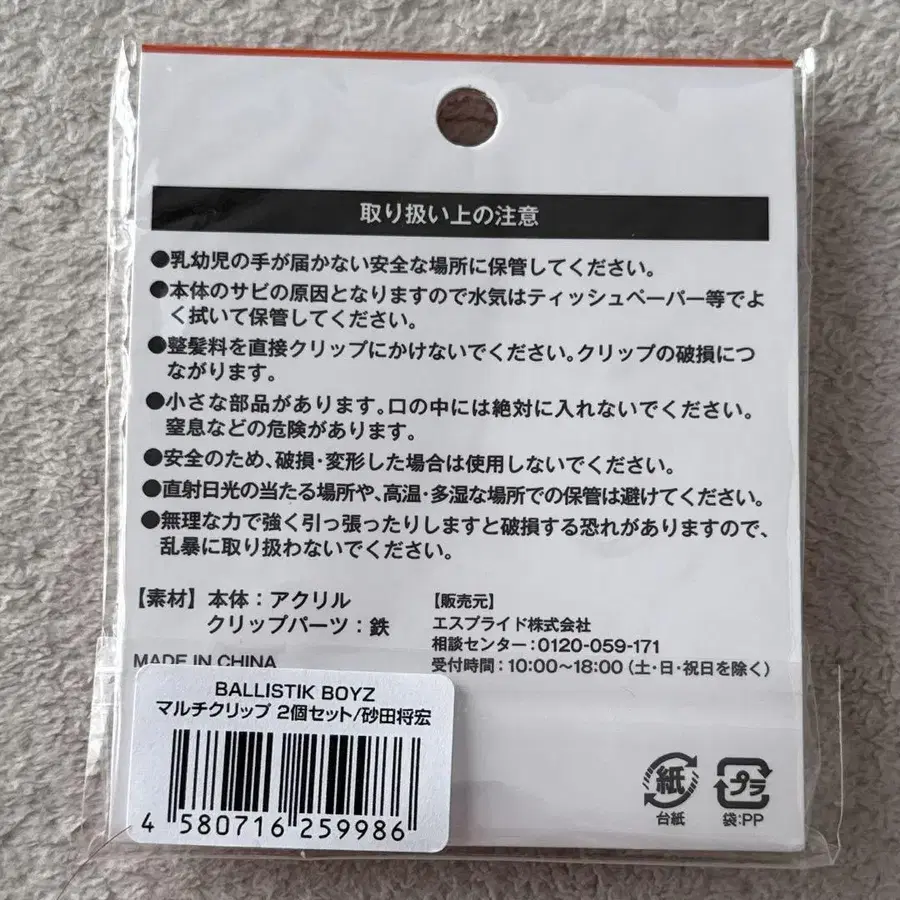 取り扱い上の注意
●乳幼児の手が届かない安全な場所に保管してください。
●本体のサビの原因となりますので水気はティッシュペーパー等でよ
く拭いて保管してください。
●整髪料を直接クリップにかけないでください。クリップの破損につ
ながります。
●小さな部品があります。口の中には絶対に入れないでください。
窒息などの危険があります。
●安全のため、破損・変形した場合は使用しないでください。
●直射日光の当たる場所や、高温・多湿な場所での保管は避けてください。
●無理な力で強く引っ張ったりしますと破損する恐れがありますので、
乱暴に取り扱わないでください。
【素材】本体：アクリル
クリップパーツ：鉄
MADE IN CHINA
【販売元】
エスプライド株式会社
相談センター：0120-059-171
受付時間：10:00〜18:00（土・日・祝日を除く）
BALLISTIK BOYZ
マルチクリップ 2個セット/砂田将宏
4 580716 259986
紙
台紙
プラ
袋:PP